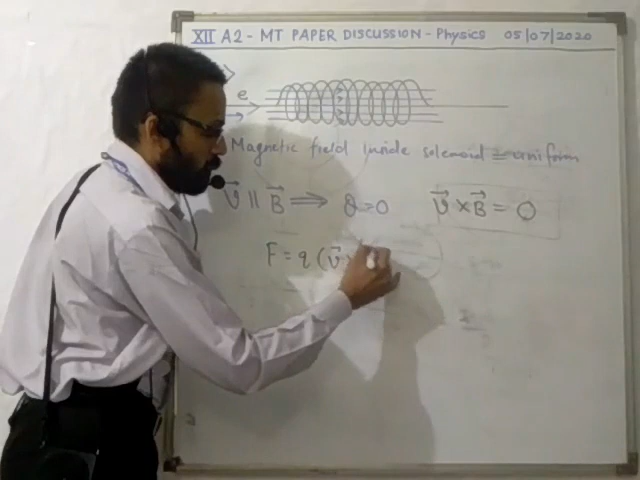 XII A2 - MT PAPER DISCUSSION - Physics 05/07/2020
e
Magnetic field inside solenoid = uniform
V⃗ || B⃗ ⟹ θ = 0 V⃗ × B⃗ = 0
F = q (V⃗ ×